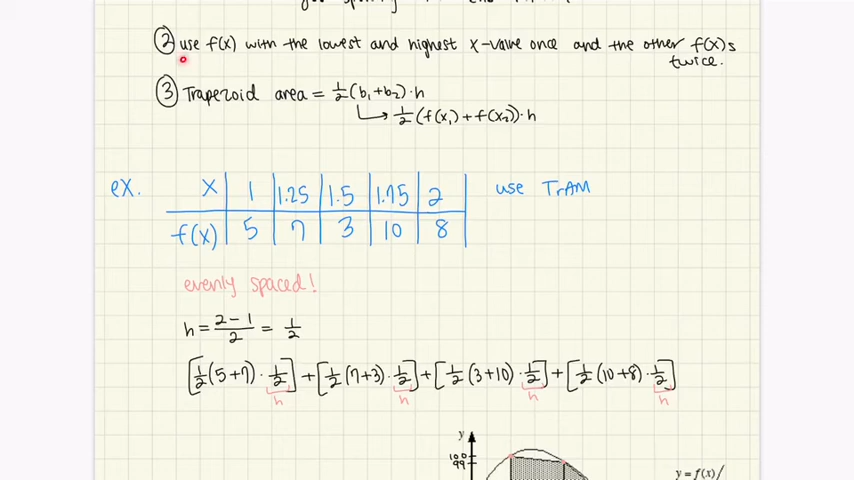 ② use f(x) with the lowest and highest x-value once and the other f(x)s
twice.
③ Trapezoid area = 1/2(b₁+b₂)·h
↳ 1/2(f(x₁) + f(x₂))·h
ex. x | 1 | 1.25 | 1.5 | 1.75 | 2 use TrAM
f(x) | 5 | 7 | 3 | 10 | 8
evenly spaced!
h = (2-1)/2 = 1/2
[1/2(5+7)·1/2] + [1/2(7+3)·1/2] + [1/2(3+10)·1/2] + [1/2(10+8)·1/2]
h h h h
y
100
99
y = f(x)